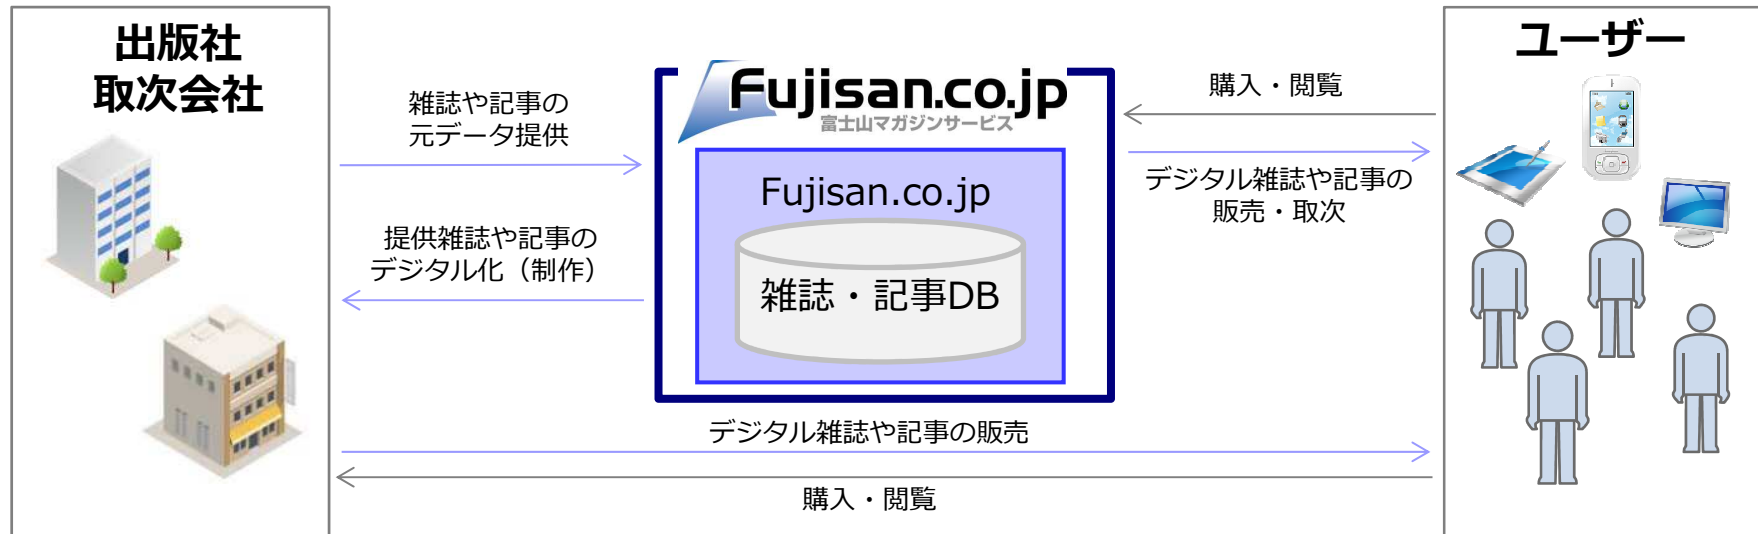 出版社
取次会社
雑誌や記事の
元データ提供
提供雑誌や記事の
デジタル化（制作）
Fujisan.co.jp
富士山マガジンサービス
Fujisan.co.jp
雑誌・記事DB
購入・閲覧
デジタル雑誌や記事の
販売・取次
ユーザー
デジタル雑誌や記事の販売
購入・閲覧